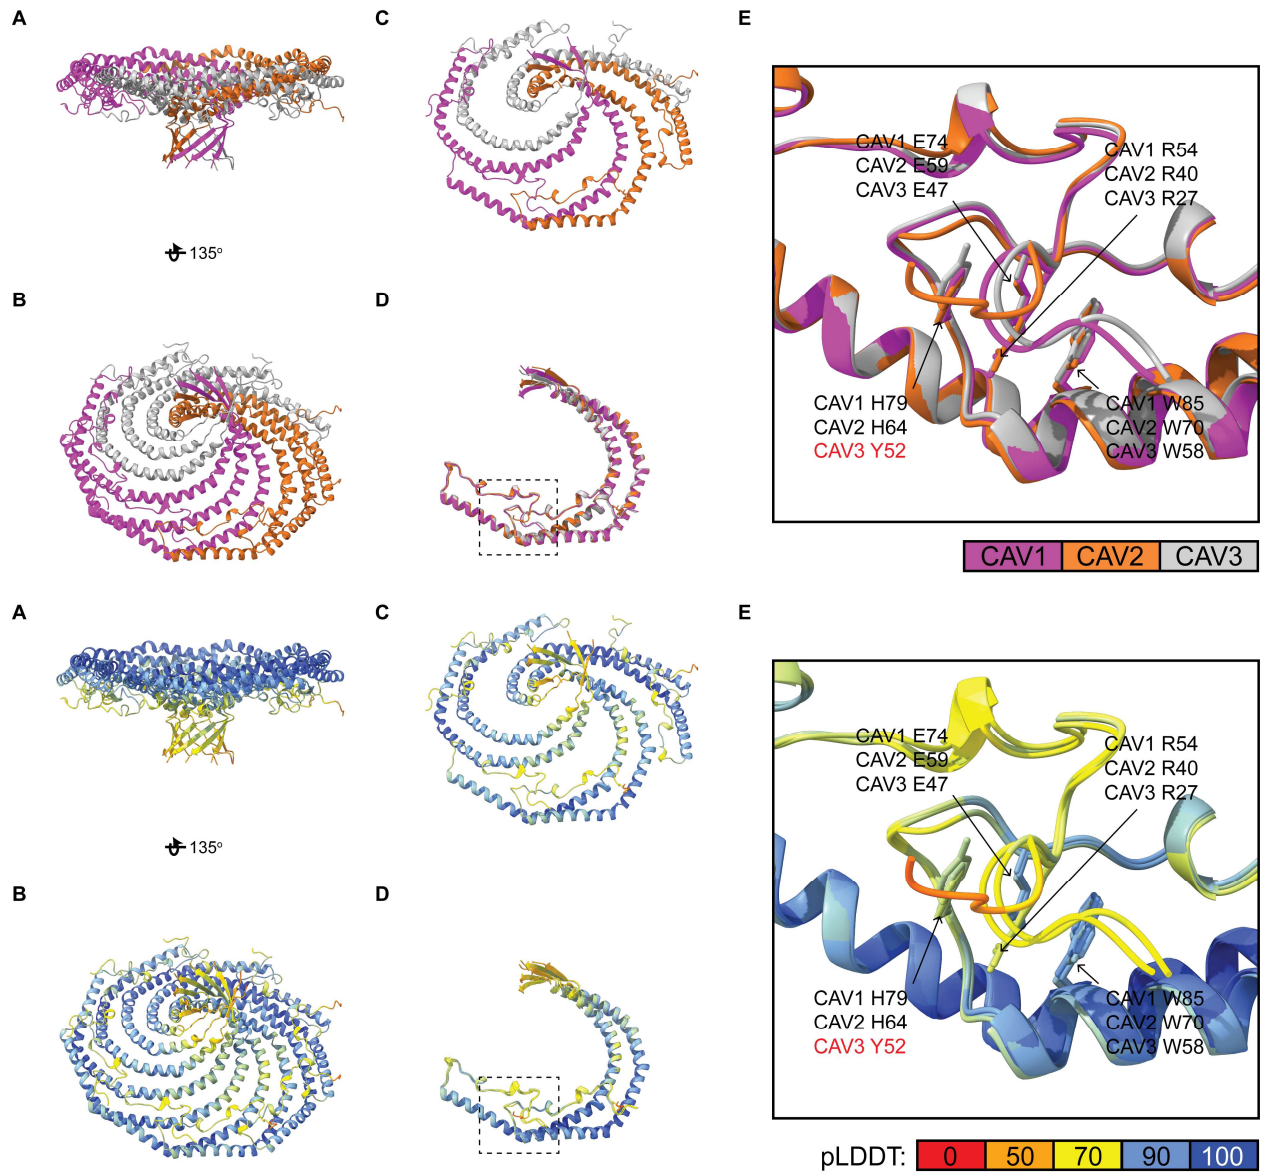 A
C
E
CAV1 E74
CAV2 E59
CAV3 E47
CAV1 R54
CAV2 R40
CAV3 R27
135o
B
D
CAV1 H79
CAV2 H64
CAV3 Y52
CAV1 W85
CAV2 W70
CAV3 W58
CAV1 CAV2 CAV3
A
C
E
CAV1 E74
CAV2 E59
CAV3 E47
CAV1 R54
CAV2 R40
CAV3 R27
135o
B
D
CAV1 H79
CAV2 H64
CAV3 Y52
CAV1 W85
CAV2 W70
CAV3 W58
pLDDT: 0 50 70 90 100